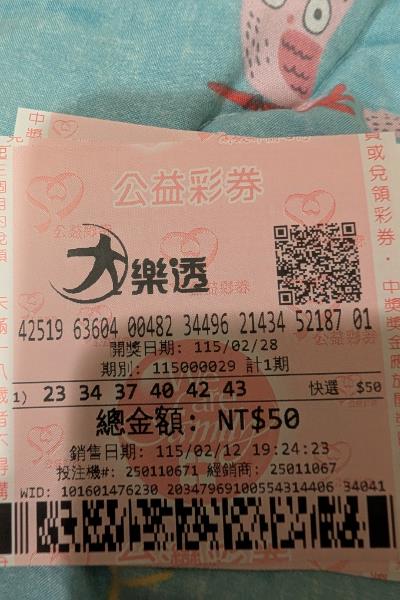 公益彩券
大樂透
42519 63604 00482 34496 21434 52187 01
開獎日期: 115/02/28
期別: 115000029 計1期
1) 23 34 37 40 42 43 快選 $50
總金額: NT$50
銷售日期: 115/02/12 19:24:23
投注機#: 250110671 經銷商: 25011067
WID: 101601476230 20347969100554314406 34041